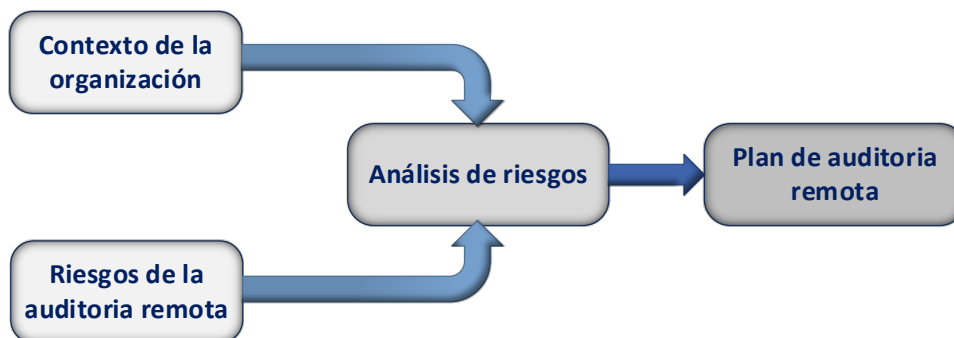 Contexto de la
organización
Análisis de riesgos
Plan de auditoria
remota
Riesgos de la
auditoria remota